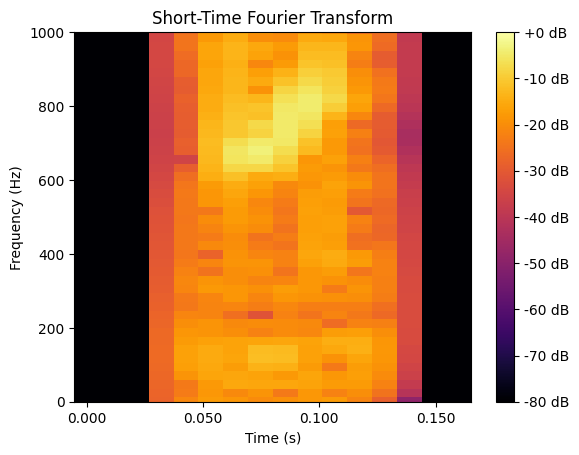 Short-Time Fourier Transform
1000
800
600
400
200
0
Frequency (Hz)
0.000
0.050
0.100
0.150
Time (s)
+0 dB
-10 dB
-20 dB
-30 dB
-40 dB
-50 dB
-60 dB
-70 dB
-80 dB